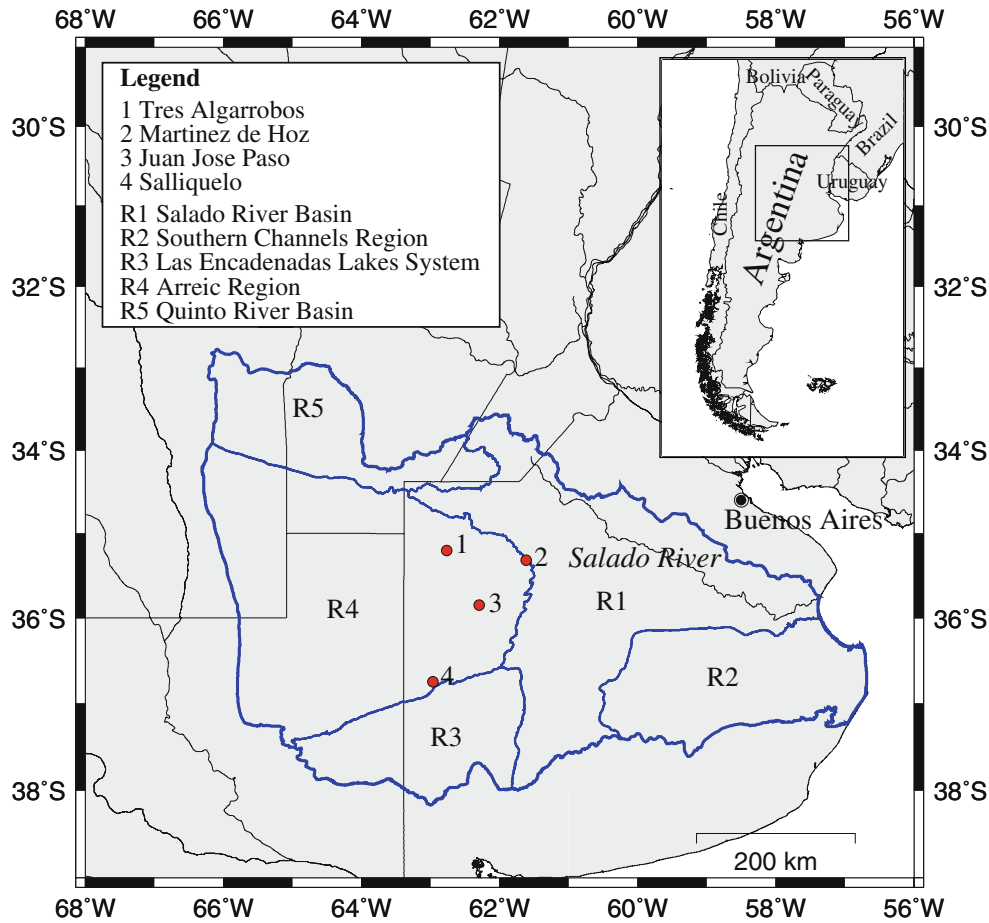 68°W 66°W 64°W 62°W 60°W 58°W 56°W
Legend
1 Tres Algarrobos
2 Martinez de Hoz
3 Juan Jose Paso
4 Salliquelo
R1 Salado River Basin
R2 Southern Channels Region
R3 Las Encadenadas Lakes System
R4 Arreic Region
R5 Quinto River Basin
Bolivia
Paraguay
Brazil
Uruguay
Chile
Argentina
30°S 30°S
32°S 32°S
R5
34°S 34°S
Buenos Aires
1
2
Salado River
3
R1
R4
36°S 36°S
4
R2
R3
38°S 38°S
200 km
68°W 66°W 64°W 62°W 60°W 58°W 56°W